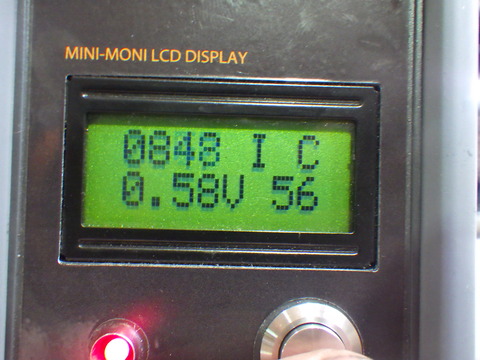 MINI-MONI LCD DISPLAY
0848 I C
0.58V 56